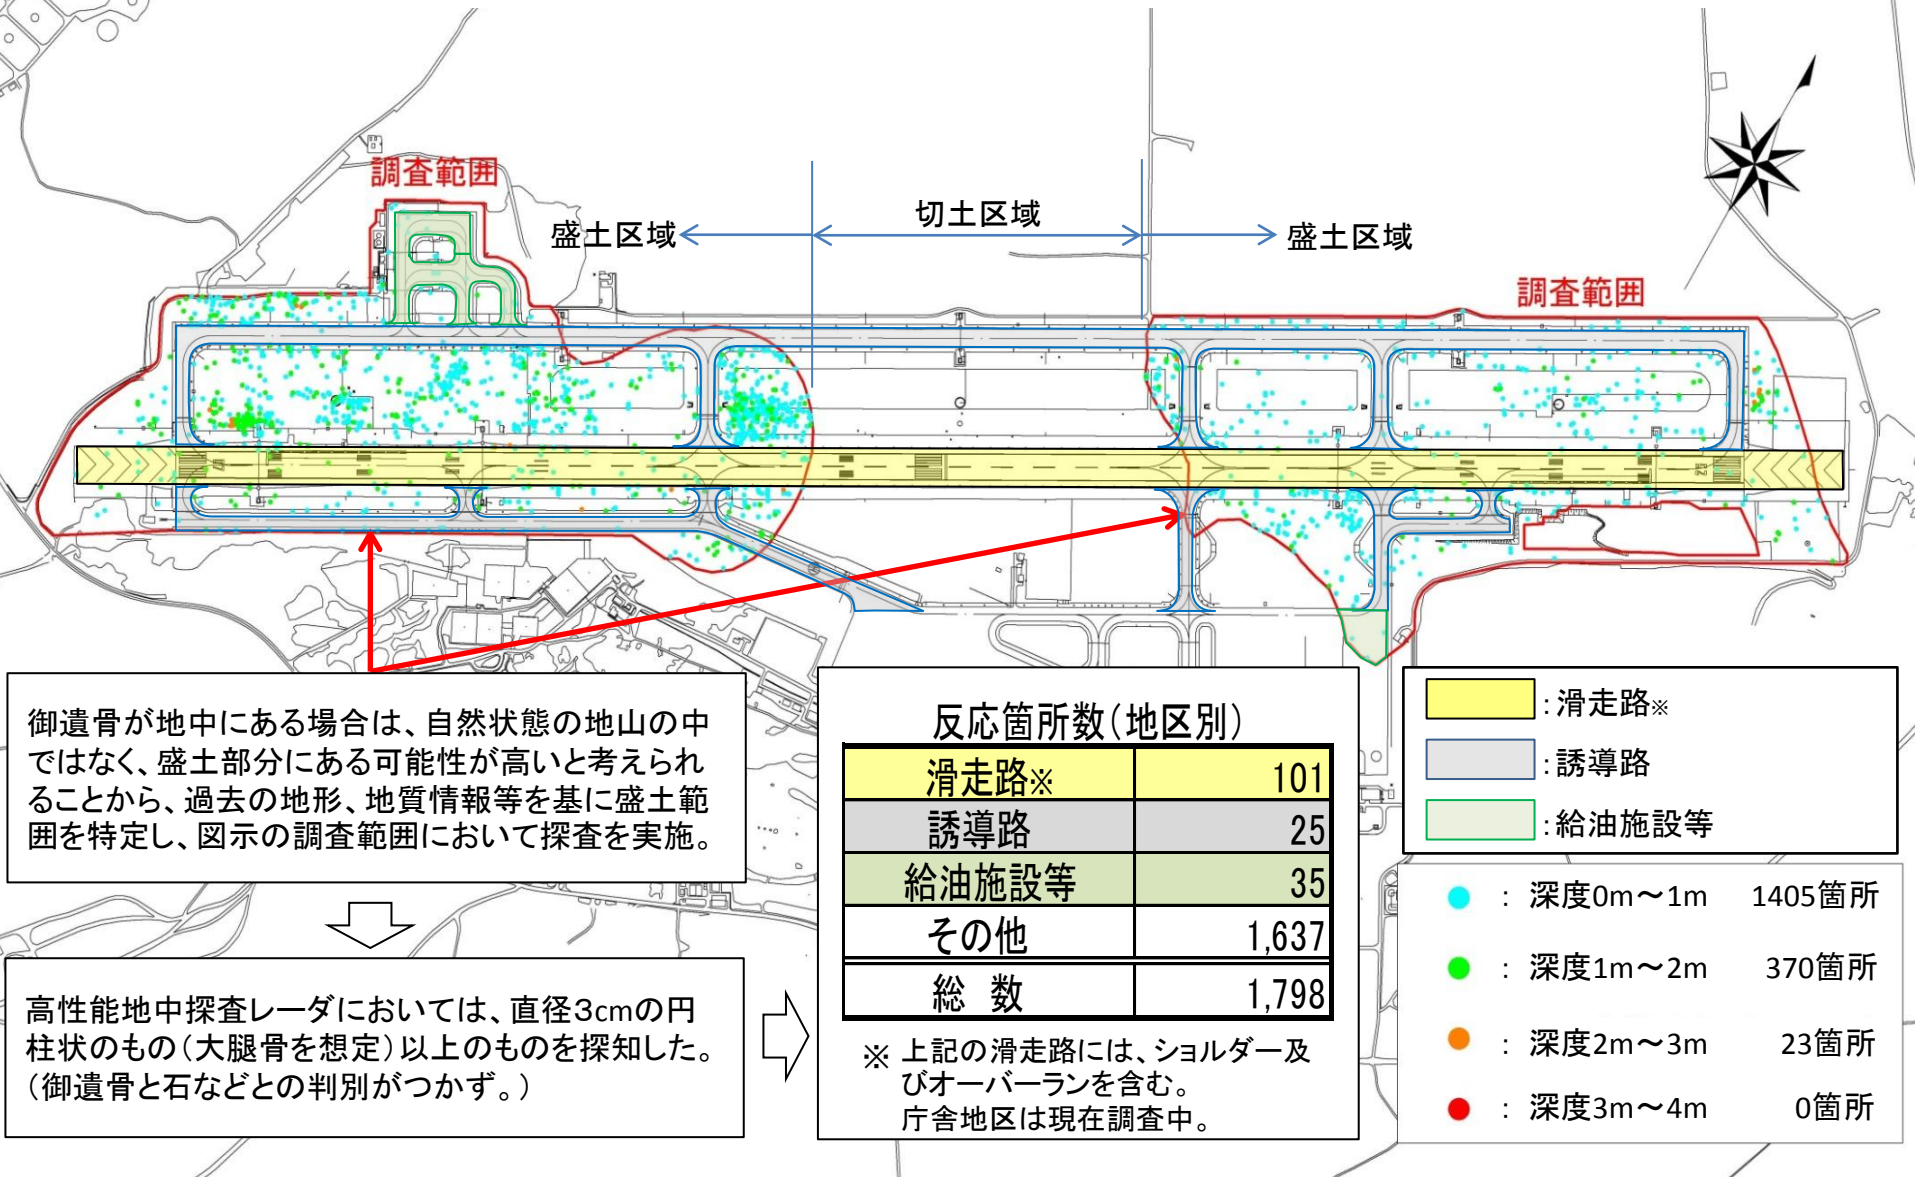 調査範囲
盛土区域
切土区域
盛土区域
調査範囲
御遺骨が地中にある場合は、自然状態の地山の中
ではなく、盛土部分にある可能性が高いと考えられ
ることから、過去の地形、地質情報等を基に盛土範
囲を特定し、図示の調査範囲において探査を実施。
高性能地中探査レーダにおいては、直径3cmの円
柱状のもの(大腿骨を想定)以上のものを探知した。
(御遺骨と石などとの判別がつかず。)
反応箇所数(地区別)
滑走路※ 101
誘導路 25
給油施設等 35
その他 1,637
総 数 1,798
※ 上記の滑走路には、ショルダー及
びオーバーランを含む。
庁舎地区は現在調査中。
:滑走路※
:誘導路
:給油施設等
: 深度0m～1m 1405箇所
: 深度1m～2m 370箇所
: 深度2m～3m 23箇所
: 深度3m～4m 0箇所